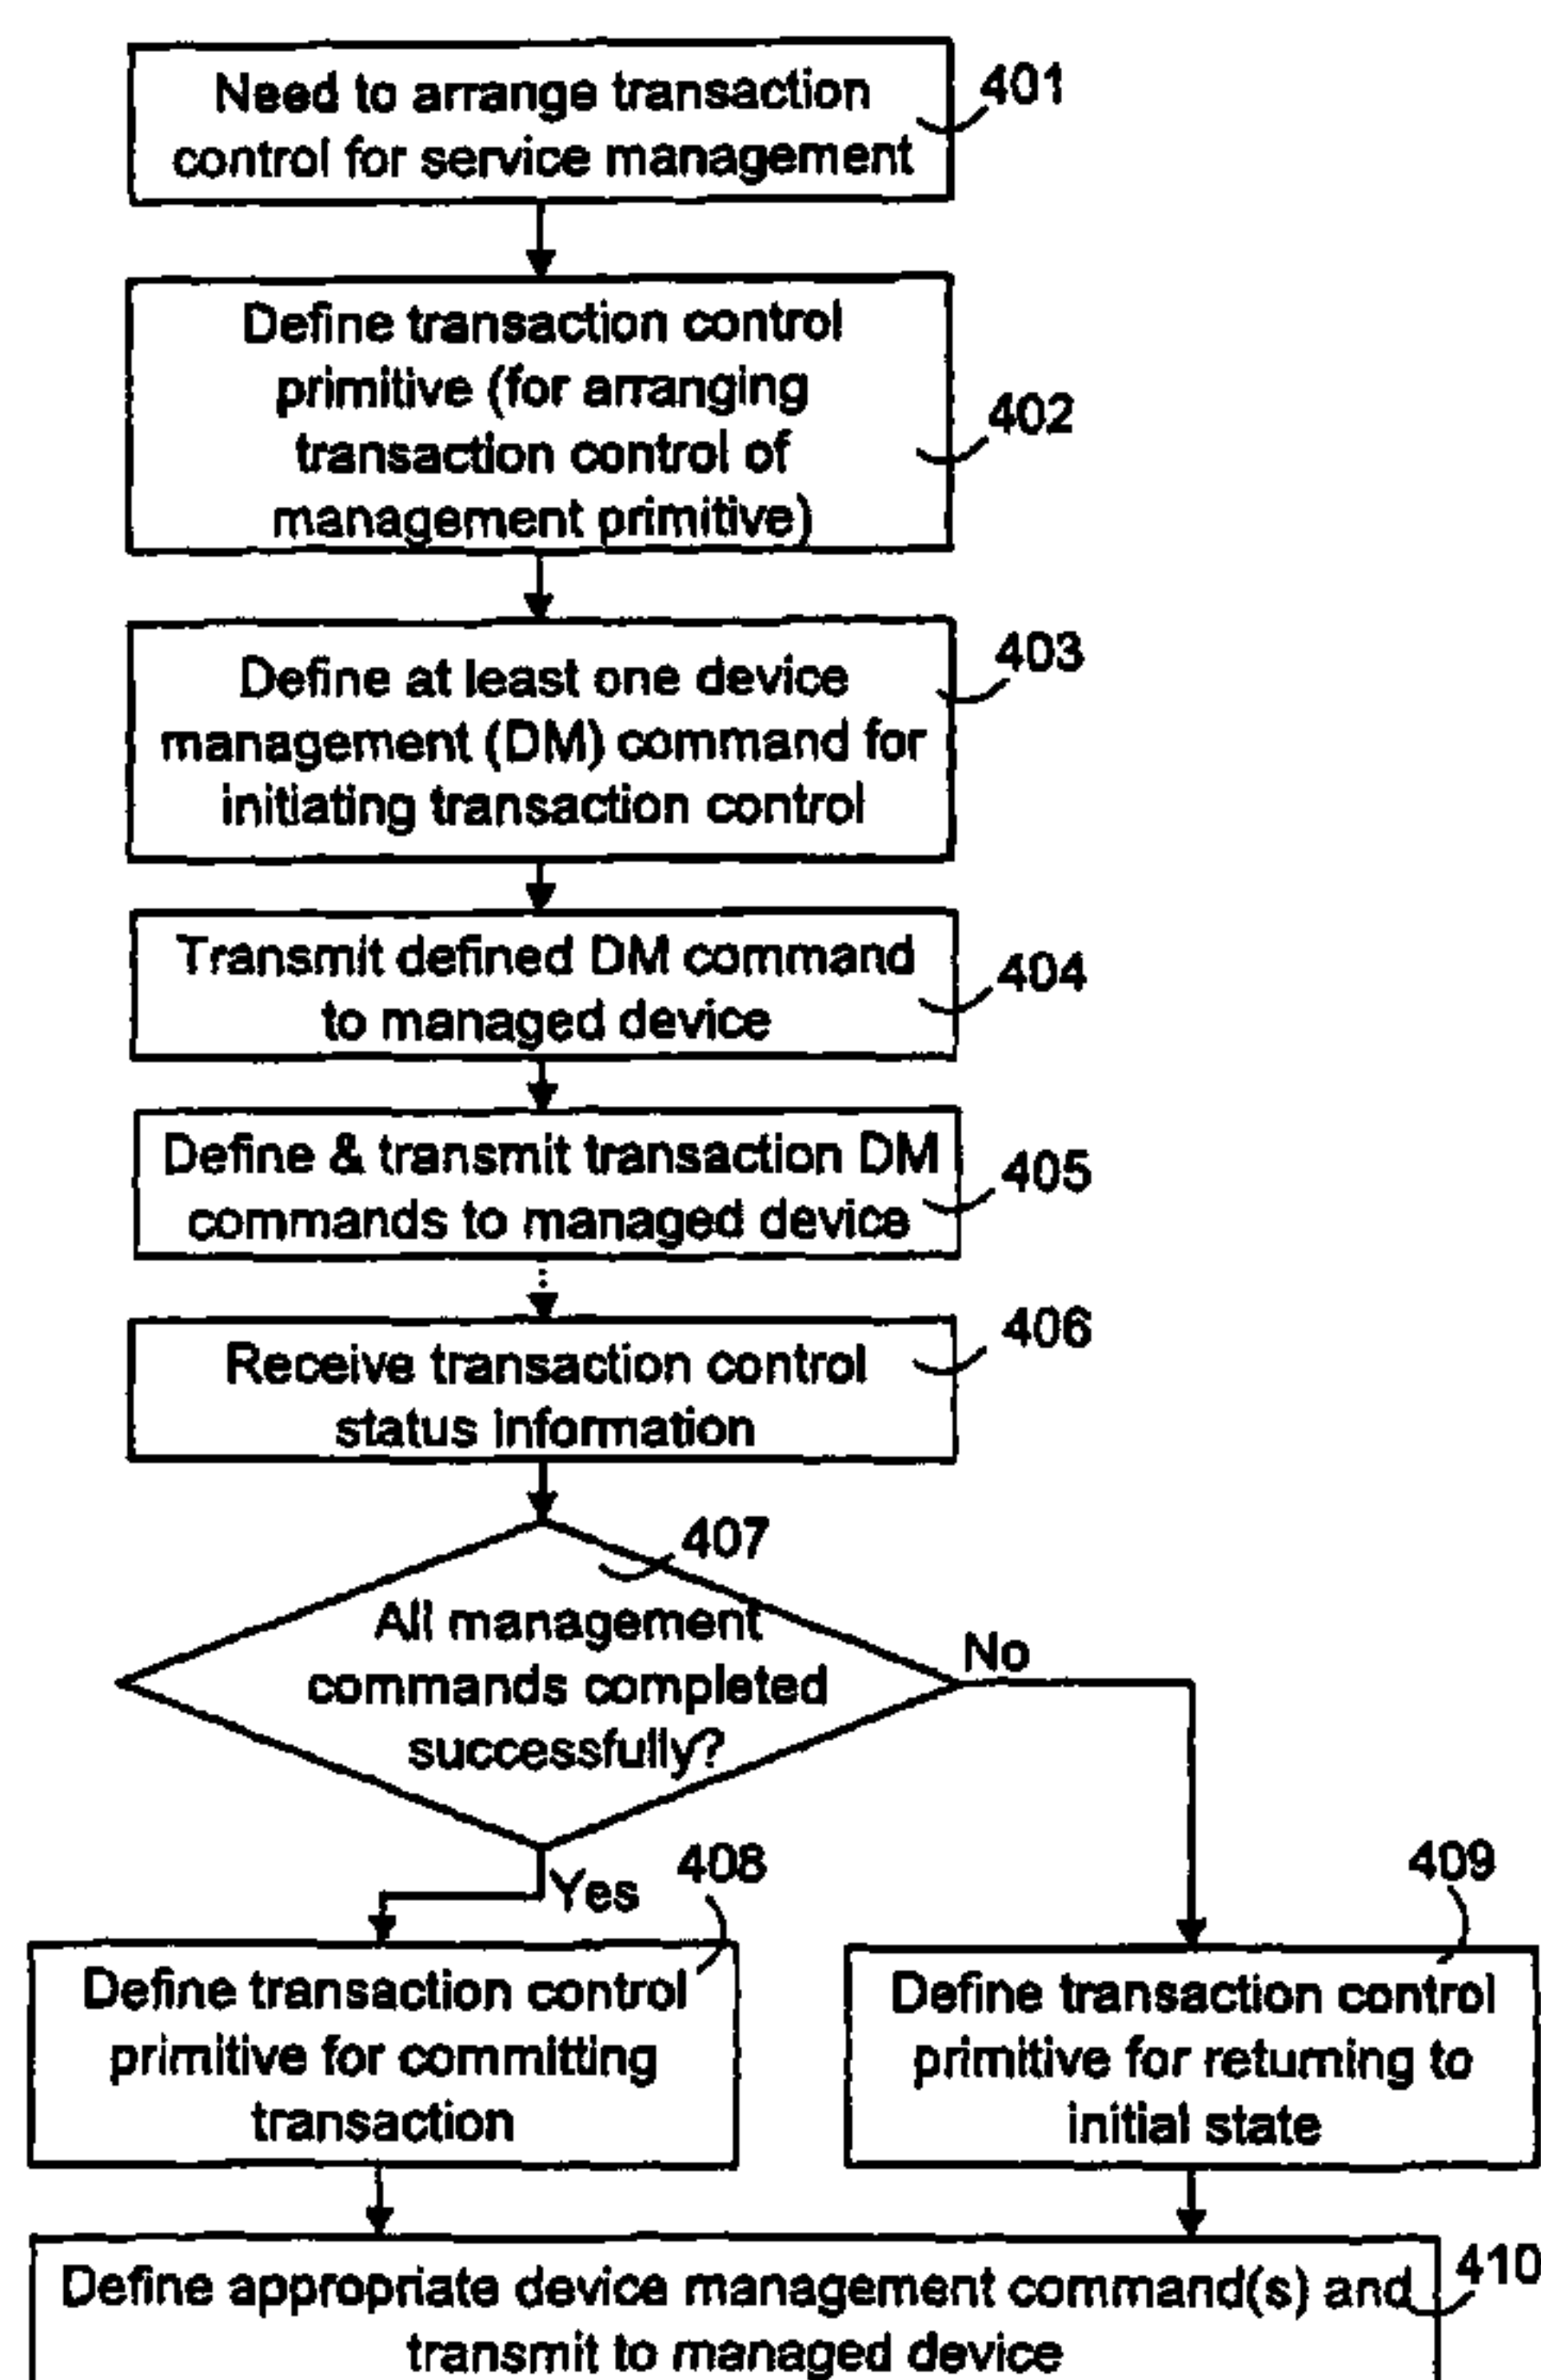 Need to arrange transaction
control for service management
401
Define transaction control
primitive (for arranging
transaction control of
management primitive)
402
Define at least one device
management (DM) command for
initiating transaction control
403
Transmit defined DM command
to managed device
404
Define & transmit transaction DM
commands to managed device
405
Receive transaction control
status information
406
407
All management
commands completed
successfully?
No
Yes
408
Define transaction control
primitive for committing
transaction
409
Define transaction control
primitive for returning to
initial state
Define appropriate device management command(s) and
transmit to managed device
410